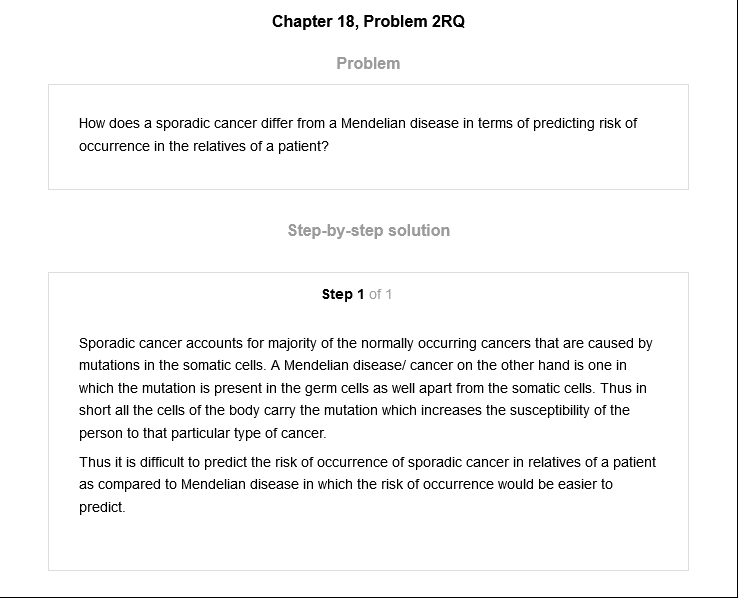 Chapter 18, Problem 2RQ
Problem
How does a sporadic cancer differ from a Mendelian disease in terms of predicting risk of
occurrence in the relatives of a patient?
Step-by-step solution
Step 1 of 1
Sporadic cancer accounts for majority of the normally occurring cancers that are caused by
mutations in the somatic cells. A Mendelian disease/ cancer on the other hand is one in
which the mutation is present in the germ cells as well apart from the somatic cells. Thus in
short all the cells of the body carry the mutation which increases the susceptibility of the
person to that particular type of cancer.
Thus it is difficult to predict the risk of occurrence of sporadic cancer in relatives of a patient
as compared to Mendelian disease in which the risk of occurrence would be easier to
predict.